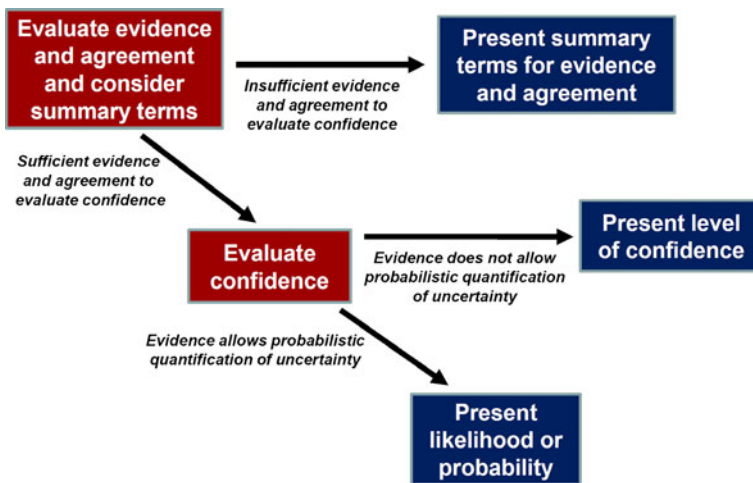 Evaluate evidence
and agreement
and consider
summary terms
Insufficient evidence
and agreement to
evaluate confidence
Present summary
terms for evidence
and agreement
Sufficient evidence
and agreement to
evaluate confidence
Evaluate
confidence
Evidence does not allow
probabilistic quantification
of uncertainty
Present level
of confidence
Evidence allows probabilistic
quantification of uncertainty
Present
likelihood or
probability